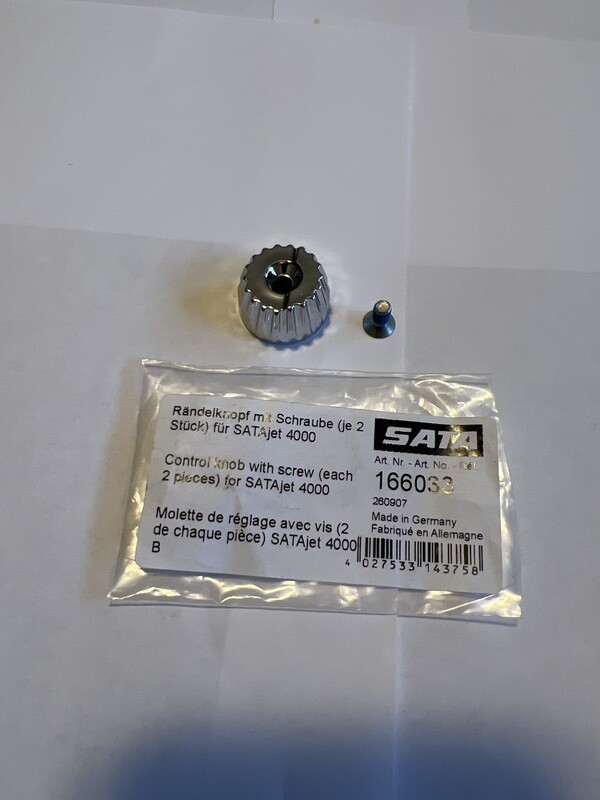 Rändelknopf mit Schraube (je 2
Stück) für SATAjet 4000
Control knob with screw (each
2 pieces) for SATAjet 4000
Molette de réglage avec vis (2
de chaque pièce) SATAjet 4000
B
SATA
Art. Nr. - Art. No. - Réf.
166033
260907
Made in Germany
Fabriqué en Allemagne
4 027533 143758